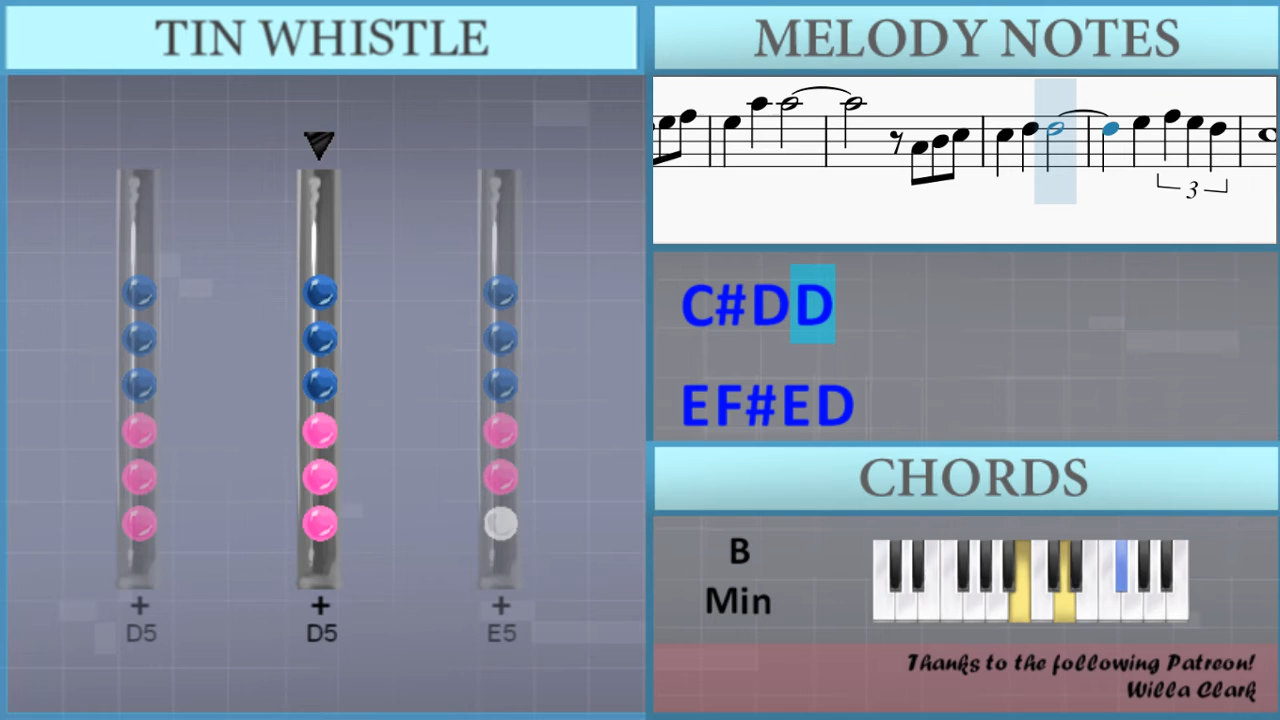 TIN WHISTLE
+
D5
+
D5
+
E5
MELODY NOTES
3
C#DD
EF#ED
CHORDS
B
Min
Thanks to the following Patreon!
Willa Clark